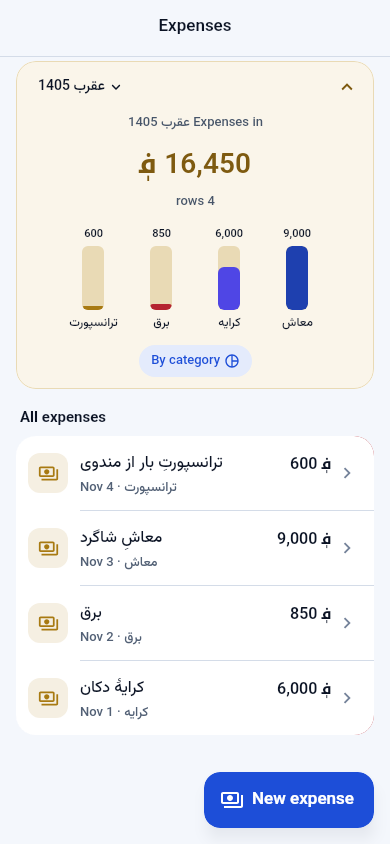 Expenses
عقرب 1405
Expenses in عقرب 1405
؋ 16,450
4 rows
600 850 6,000 9,000
ترانسپورت برق کرایه معاش
By category
All expenses
ترانسپورتِ بار از مندوی
؋ 600
Nov 4 · ترانسپورت
معاشِ شاگرد
؋ 9,000
Nov 3 · معاش
برق
؋ 850
Nov 2 · برق
کرایهٔ دکان
؋ 6,000
Nov 1 · کرایه
New expense